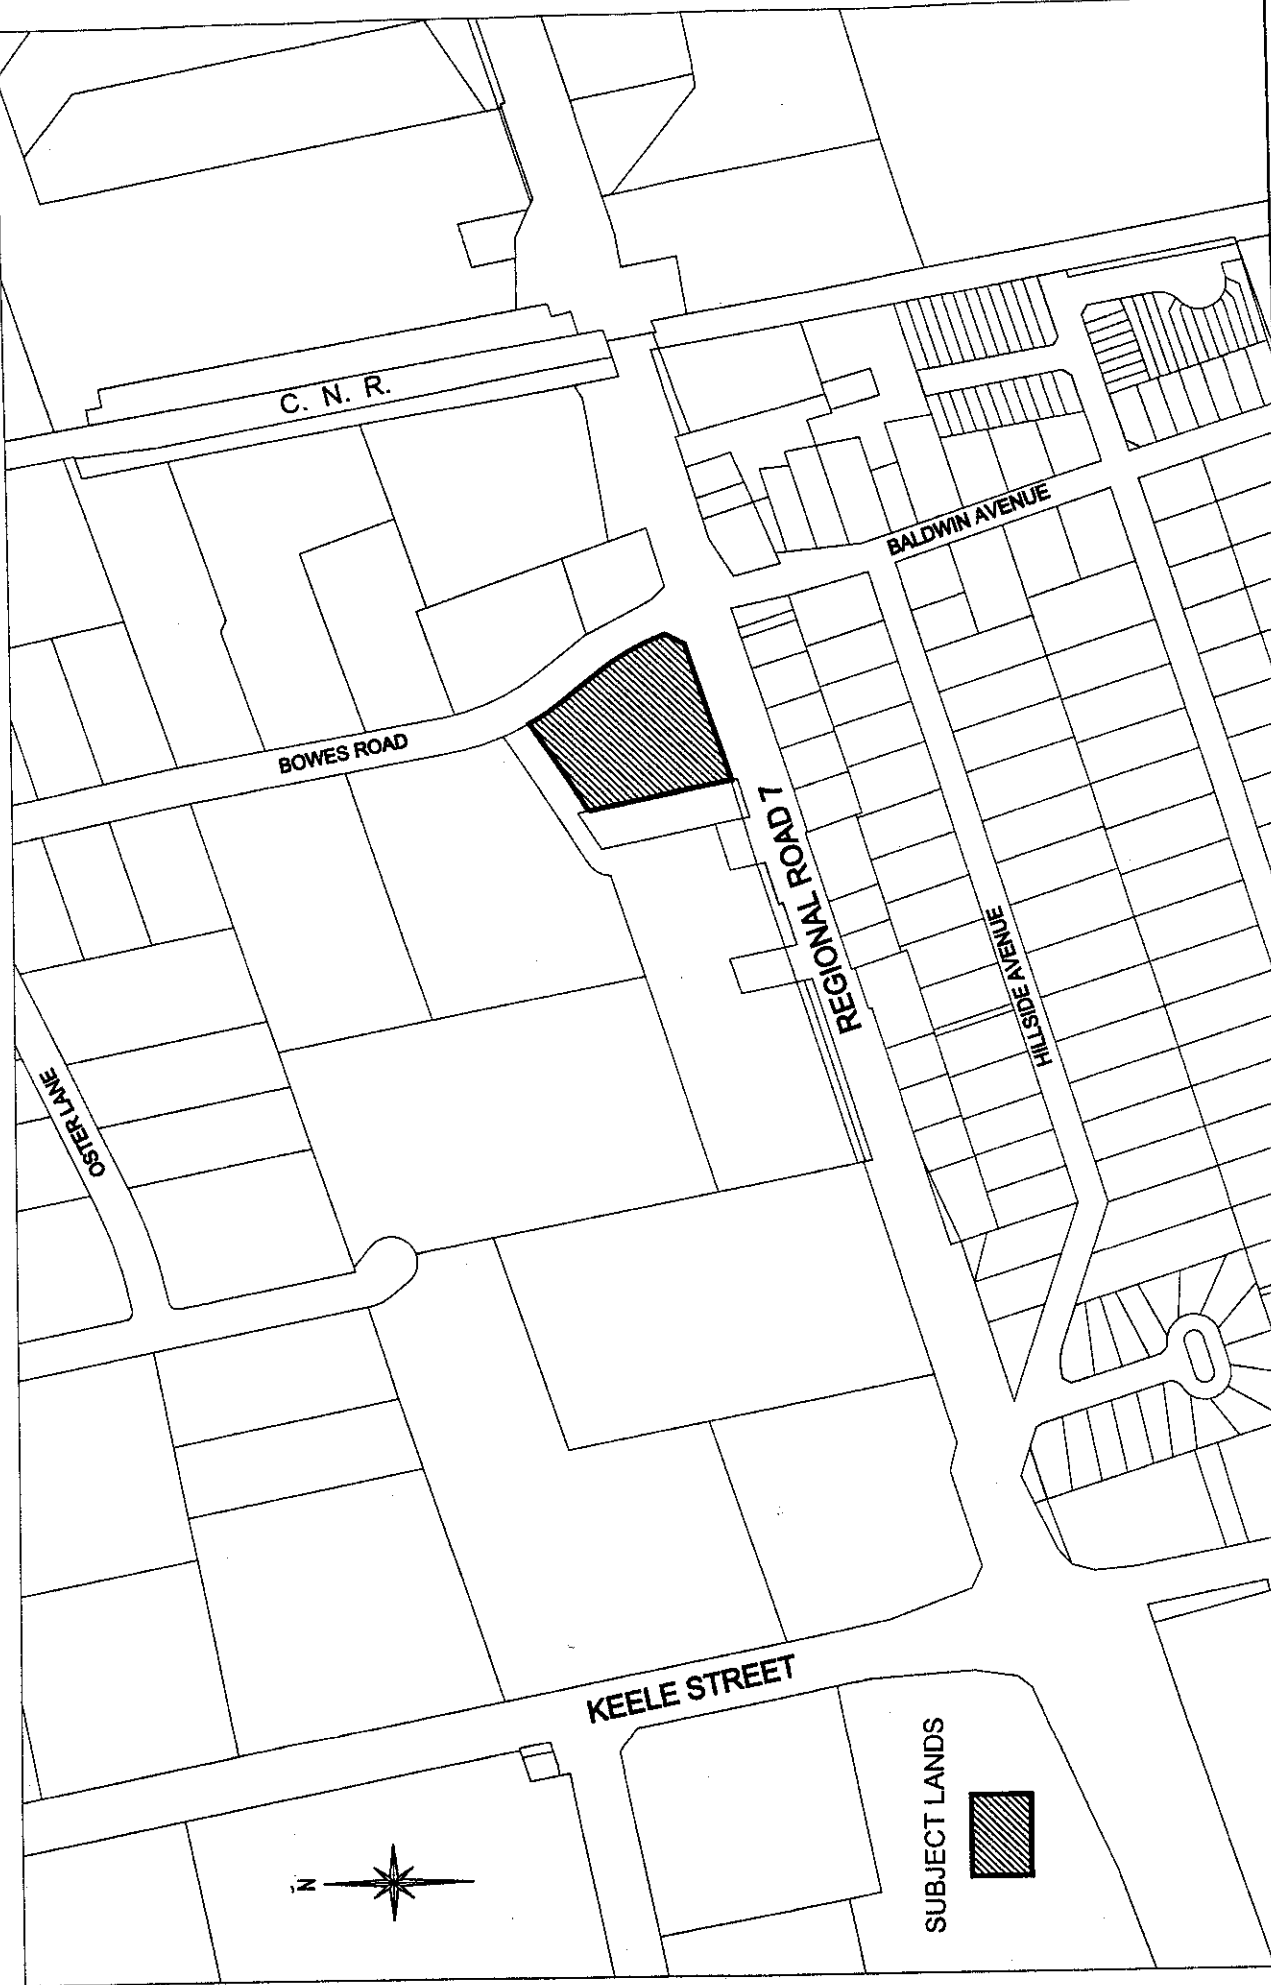 C. N. R.
BALDWIN AVENUE
BOWES ROAD
REGIONAL ROAD 7
HILLSIDE AVENUE
OSTER LANE
KEELE STREET
SUBJECT LANDS
N